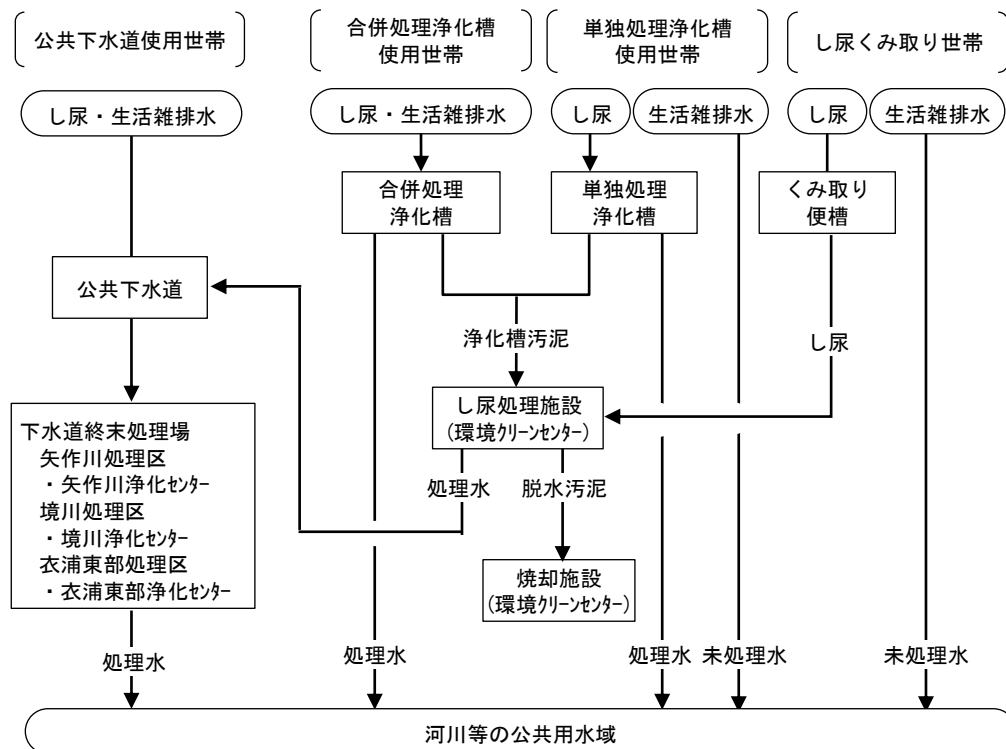 公共下水道使用世帯
合併処理浄化槽
使用世帯
単独処理浄化槽
使用世帯
し尿くみ取り世帯
し尿・生活雑排水
し尿・生活雑排水
し尿
生活雑排水
し尿
生活雑排水
合併処理
浄化槽
単独処理
浄化槽
くみ取り
便槽
公共下水道
浄化槽汚泥
し尿
し尿処理施設
(環境ｸﾘｰﾝｾﾝﾀｰ)
下水道終末処理場
矢作川処理区
・矢作川浄化ｾﾝﾀｰ
境川処理区
・境川浄化ｾﾝﾀｰ
衣浦東部処理区
・衣浦東部浄化ｾﾝﾀｰ
処理水
脱水汚泥
焼却施設
(環境ｸﾘｰﾝｾﾝﾀｰ)
処理水
処理水
処理水
未処理水
未処理水
河川等の公共用水域